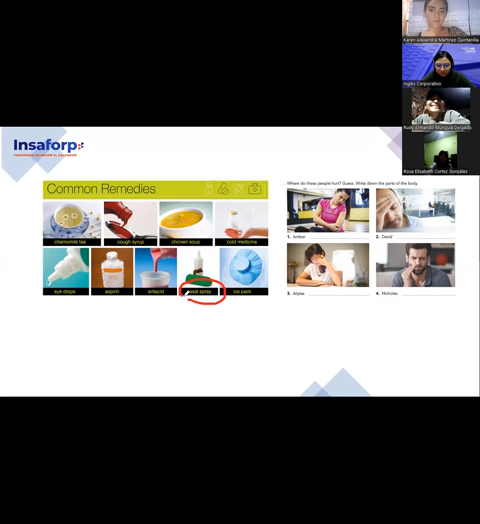 Karen Alexandra Martinez Quintanilla
Ingles Corporativo
Rudy Armando Munguia Delgado
Rosa Elizabeth Cortes Gonzalez
Insaforp
Common Remedies
chamomile tea
cough syrup
chicken soup
cold medicine
eye drops
aspirin
antacid
nasal spray
ice pack
Where do these people hurt? Guess. Write down the parts of the body.
1. Amber
2. David
3. Alyssa
4. Nicholas